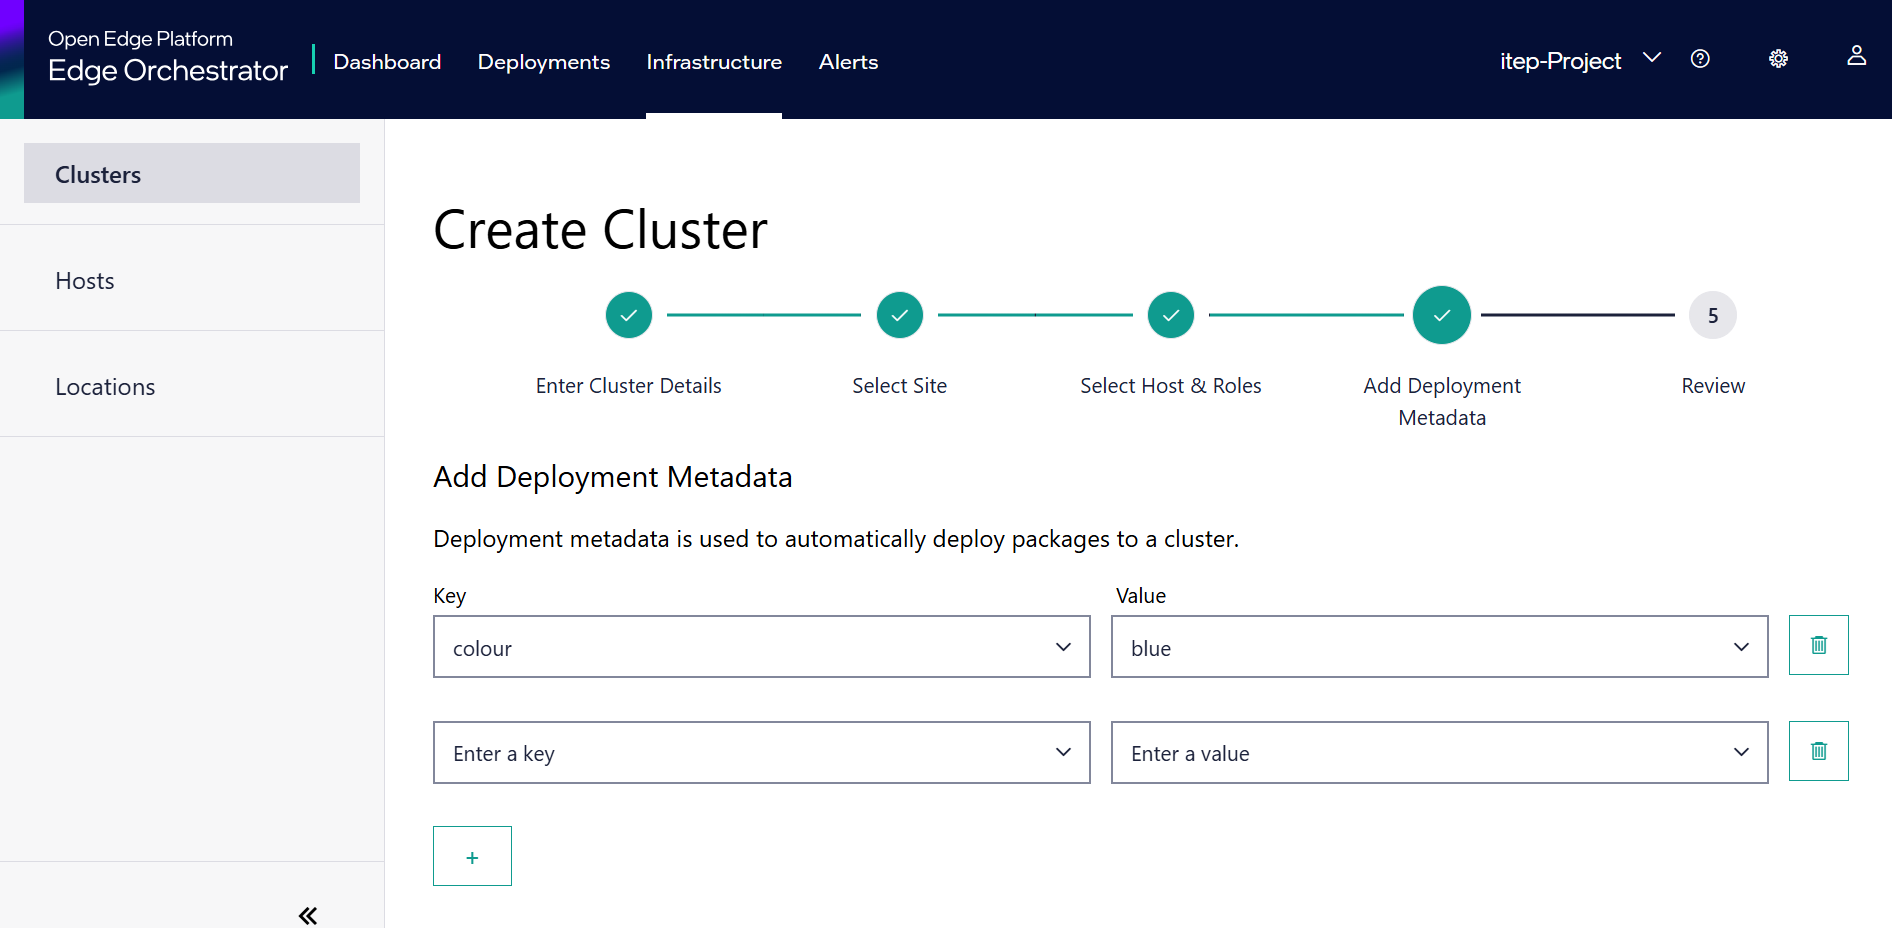 Open Edge Platform
Edge Orchestrator
Dashboard
Deployments
Infrastructure
Alerts
itep-Project
Clusters
Hosts
Locations
Create Cluster
5
Enter Cluster Details
Select Site
Select Host & Roles
Add Deployment
Metadata
Review
Add Deployment Metadata
Deployment metadata is used to automatically deploy packages to a cluster.
Key
Value
colour
blue
Enter a key
Enter a value
+